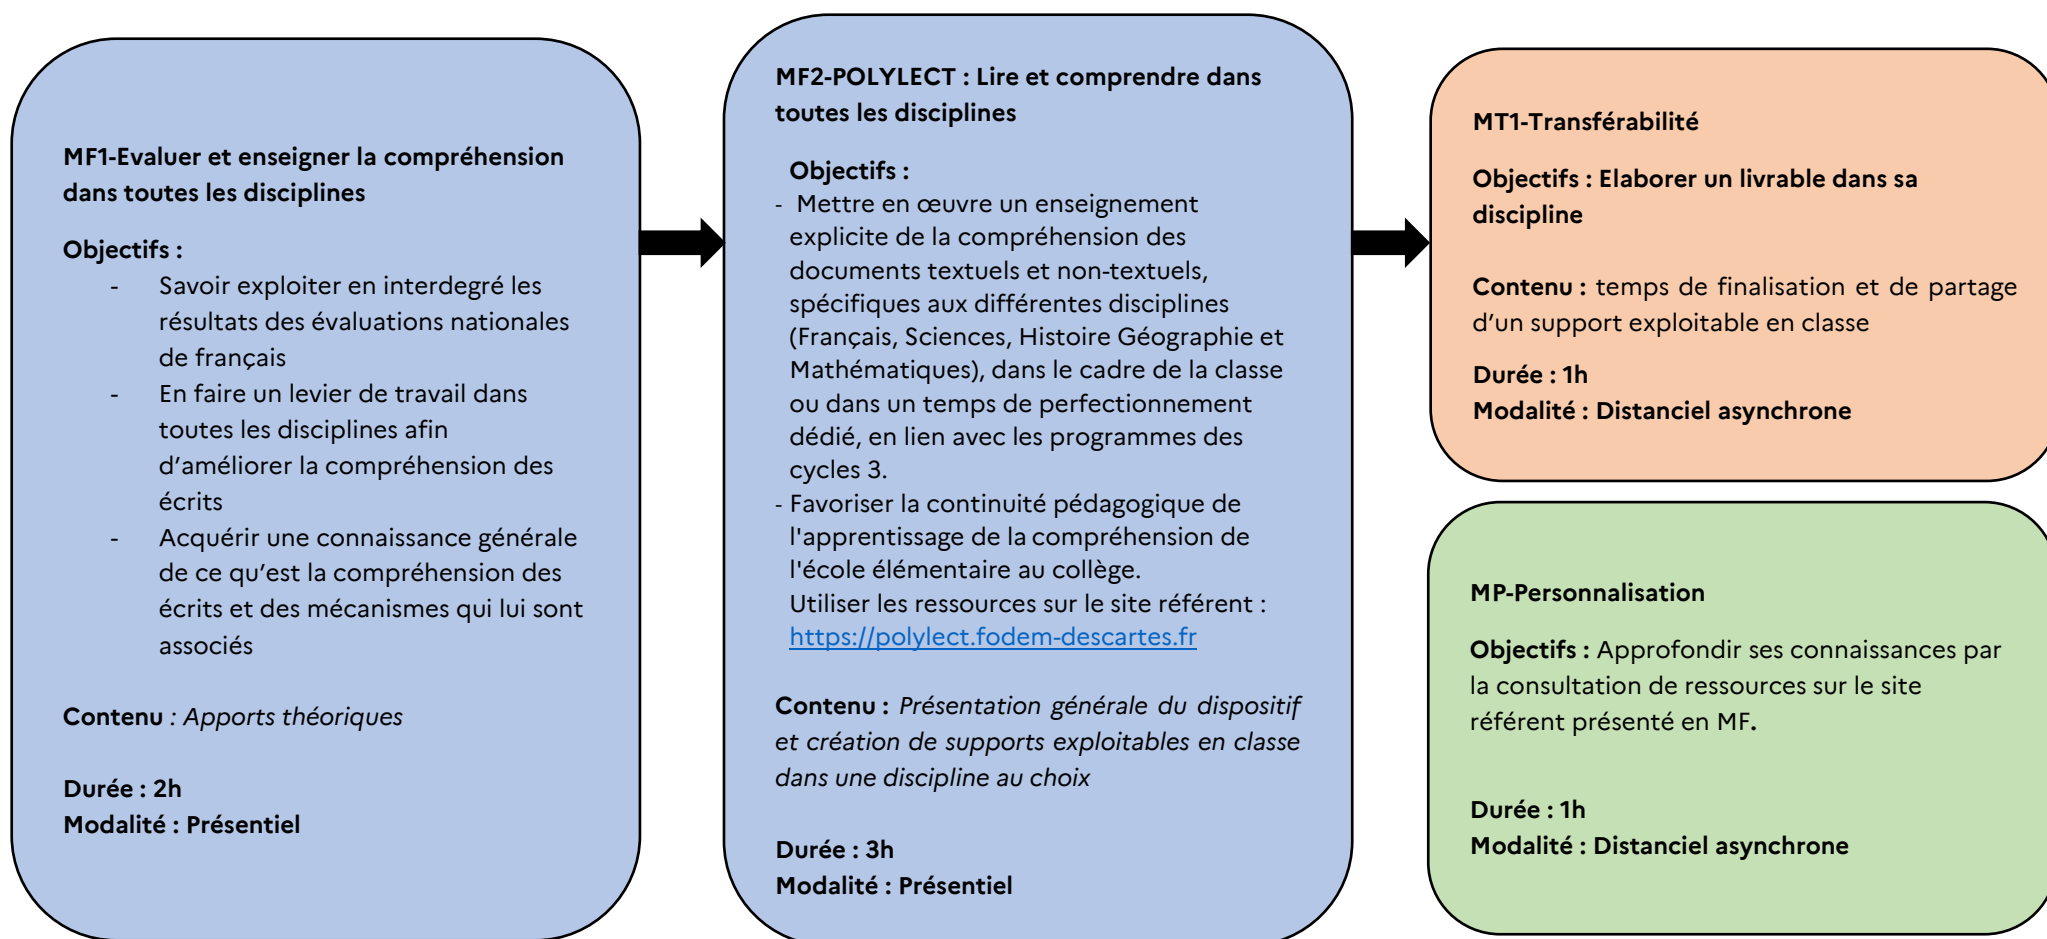 MF1-Evaluer et enseigner la compréhension
dans toutes les disciplines
Objectifs :
- Savoir exploiter en interdegré les
résultats des évaluations nationales
de français
- En faire un levier de travail dans
toutes les disciplines afin
d’améliorer la compréhension des
écrits
- Acquérir une connaissance générale
de ce qu’est la compréhension des
écrits et des mécanismes qui lui sont
associés
Contenu : Apports théoriques
Durée : 2h
Modalité : Présentiel
MF2-POLYLECT : Lire et comprendre dans
toutes les disciplines
Objectifs :
- Mettre en œuvre un enseignement
explicite de la compréhension des
documents textuels et non-textuels,
spécifiques aux différentes disciplines
(Français, Sciences, Histoire Géographie et
Mathématiques), dans le cadre de la classe
ou dans un temps de perfectionnement
dédié, en lien avec les programmes des
cycles 3.
- Favoriser la continuité pédagogique de
l'apprentissage de la compréhension de
l'école élémentaire au collège.
Utiliser les ressources sur le site référent :
https://polylect.fodem-descartes.fr
Contenu : Présentation générale du dispositif
et création de supports exploitables en classe
dans une discipline au choix
Durée : 3h
Modalité : Présentiel
MT1-Transférabilité
Objectifs : Elaborer un livrable dans sa
discipline
Contenu : temps de finalisation et de partage
d’un support exploitable en classe
Durée : 1h
Modalité : Distanciel asynchrone
MP-Personnalisation
Objectifs : Approfondir ses connaissances par
la consultation de ressources sur le site
référent présenté en MF.
Durée : 1h
Modalité : Distanciel asynchrone